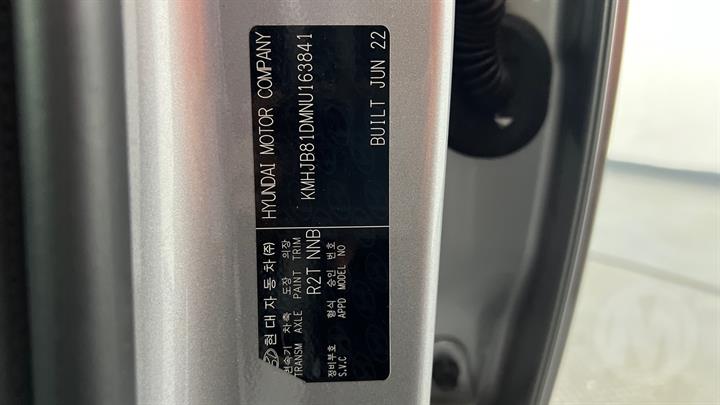 HYUNDAI MOTOR COMPANY
KMHJB81DMNU163841
BUILT JUN 22
현대자동차(주)
변속기 차축 도장 의장
TRANSM AXLE PAINT TRIM
R2T NNB
형식 승인 번호
APPD MODEL NO
정비부호
S.V.C